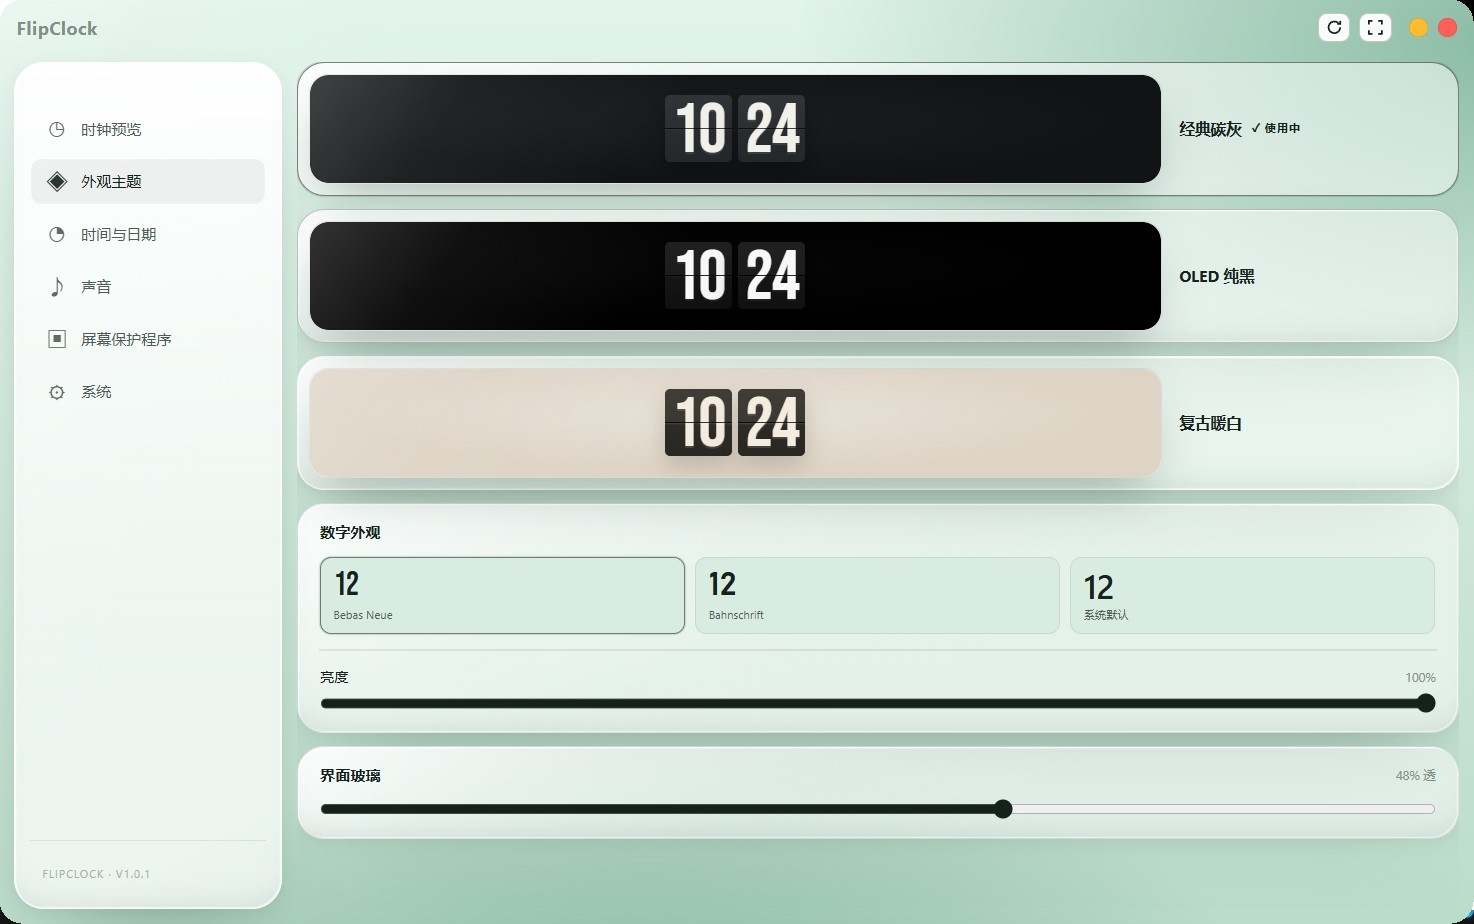 FlipClock
时钟预览
外观主题
时间与日期
声音
屏幕保护程序
系统
FLIPCLOCK · V1.0.1
10 24
经典碳灰 ✓ 使用中
10 24
OLED 纯黑
10 24
复古暖白
数字外观
12
Bebas Neue
12
Bahnschrift
12
系统默认
亮度 100%
界面玻璃 48% 透